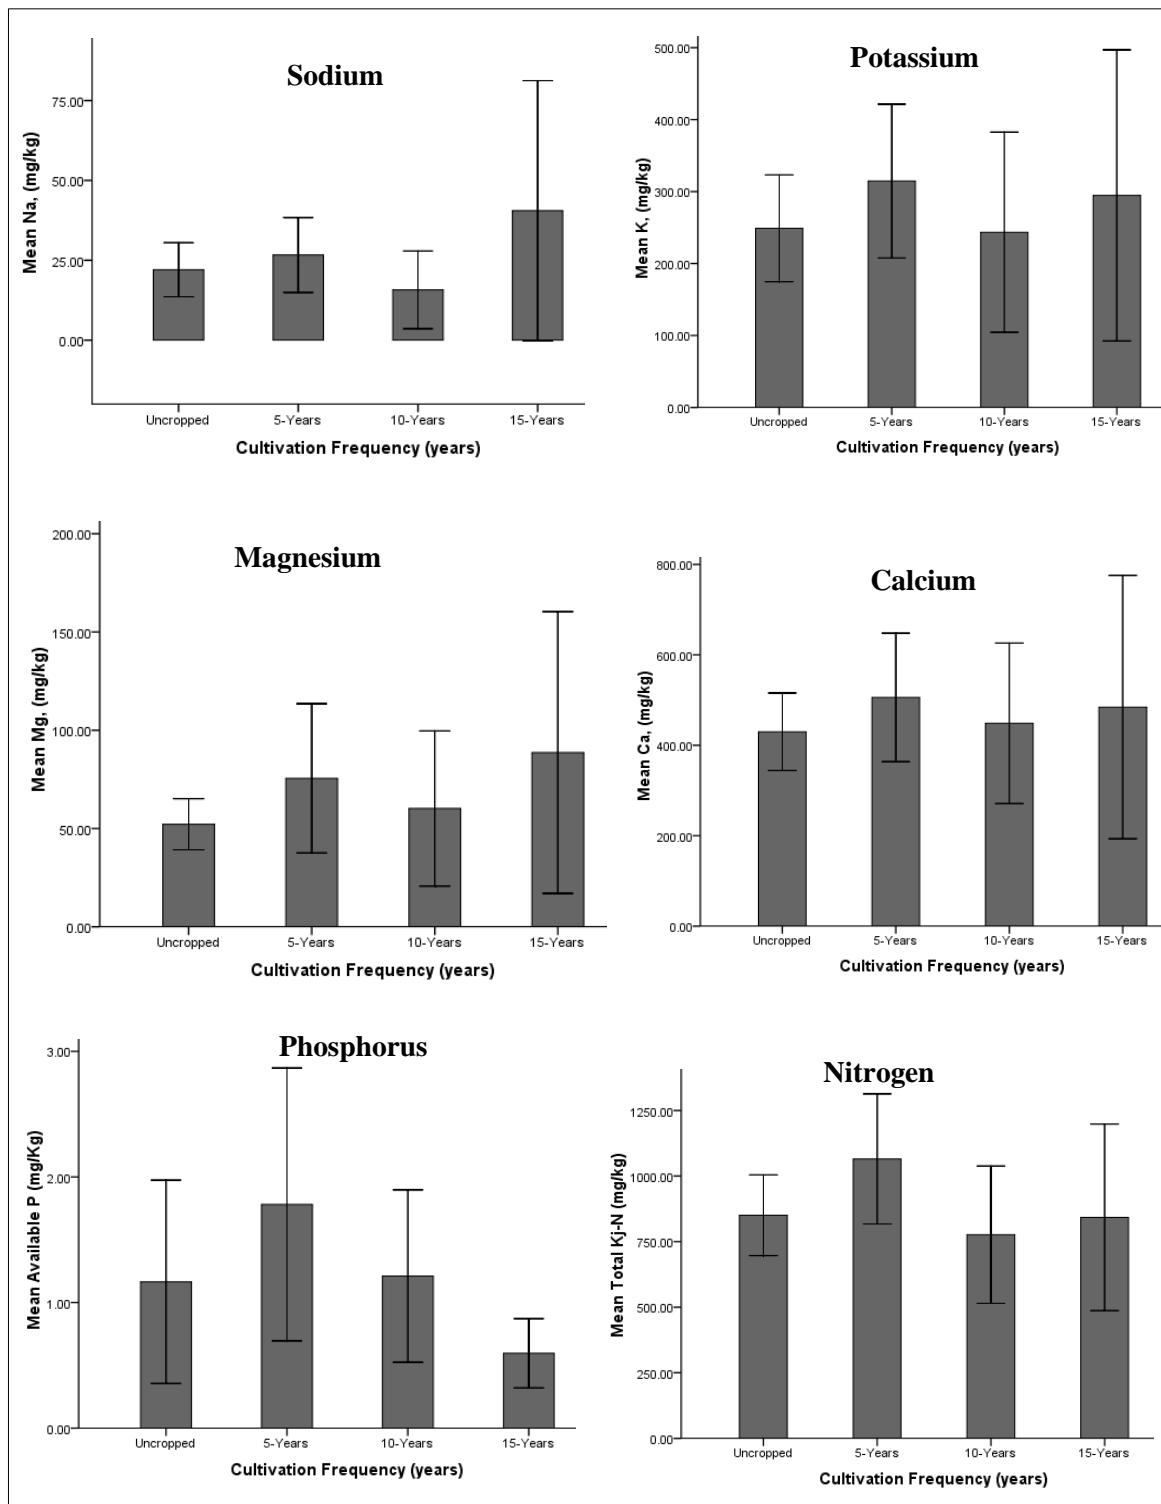 Sodium
Mean Na, (mg/kg)
75.00
50.00
25.00
0.00
Uncropped 5-Years 10-Years 15-Years
Cultivation Frequency (years)
Potassium
Mean K, (mg/kg)
500.00
400.00
300.00
200.00
100.00
0.00
Uncropped 5-Years 10-Years 15-Years
Cultivation Frequency (years)
Magnesium
Mean Mg, (mg/kg)
200.00
150.00
100.00
50.00
0.00
Uncropped 5-Years 10-Years 15-Years
Cultivation Frequency (years)
Calcium
Mean Ca, (mg/kg)
800.00
600.00
400.00
200.00
0.00
Uncropped 5-Years 10-Years 15-Years
Cultivation Frequency (years)
Phosphorus
Mean Available P (mg/Kg)
3.00
2.00
1.00
0.00
Uncropped 5-Years 10-Years 15-Years
Cultivation Frequency (years)
Nitrogen
Mean Total Kj-N (mg/kg)
1250.00
1000.00
750.00
500.00
250.00
0.00
Uncropped 5-Years 10-Years 15-Years
Cultivation Frequency (years)